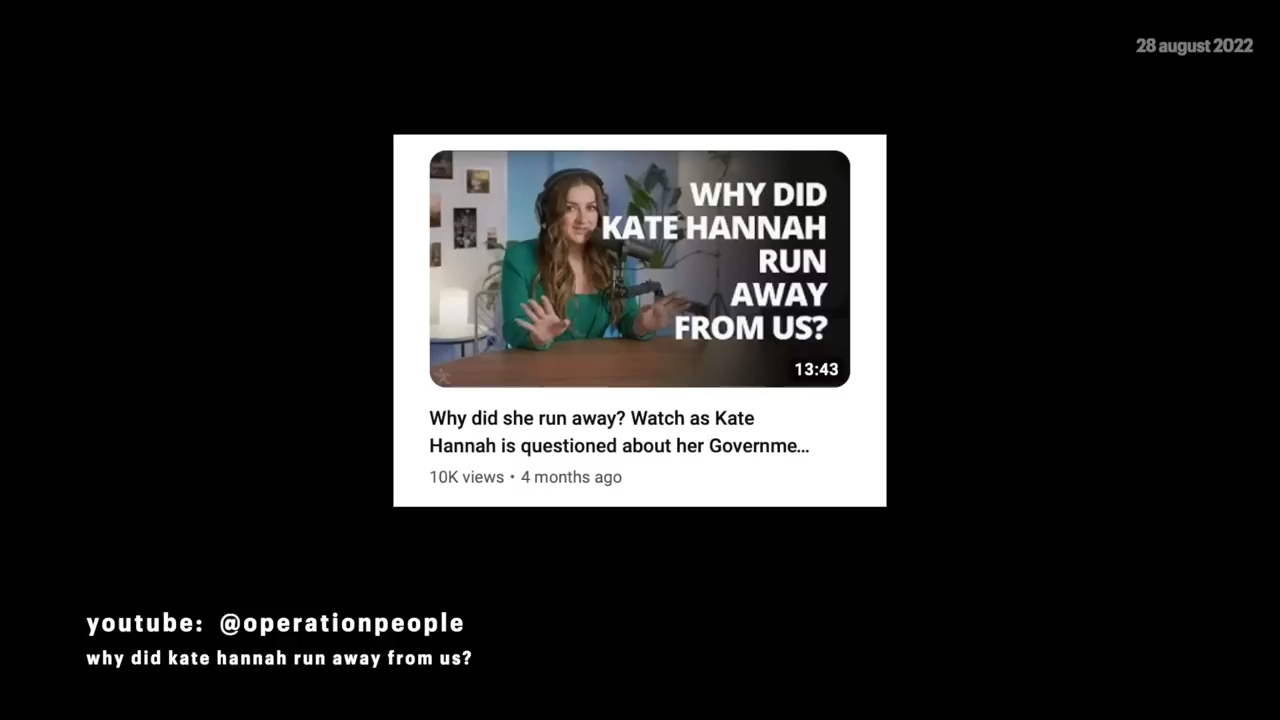 28 august 2022
WHY DID
KATE HANNAH
RUN
AWAY
FROM US?
13:43
Why did she run away? Watch as Kate
Hannah is questioned about her Governme...
10K views • 4 months ago
youtube: @operationpeople
why did kate hannah run away from us?